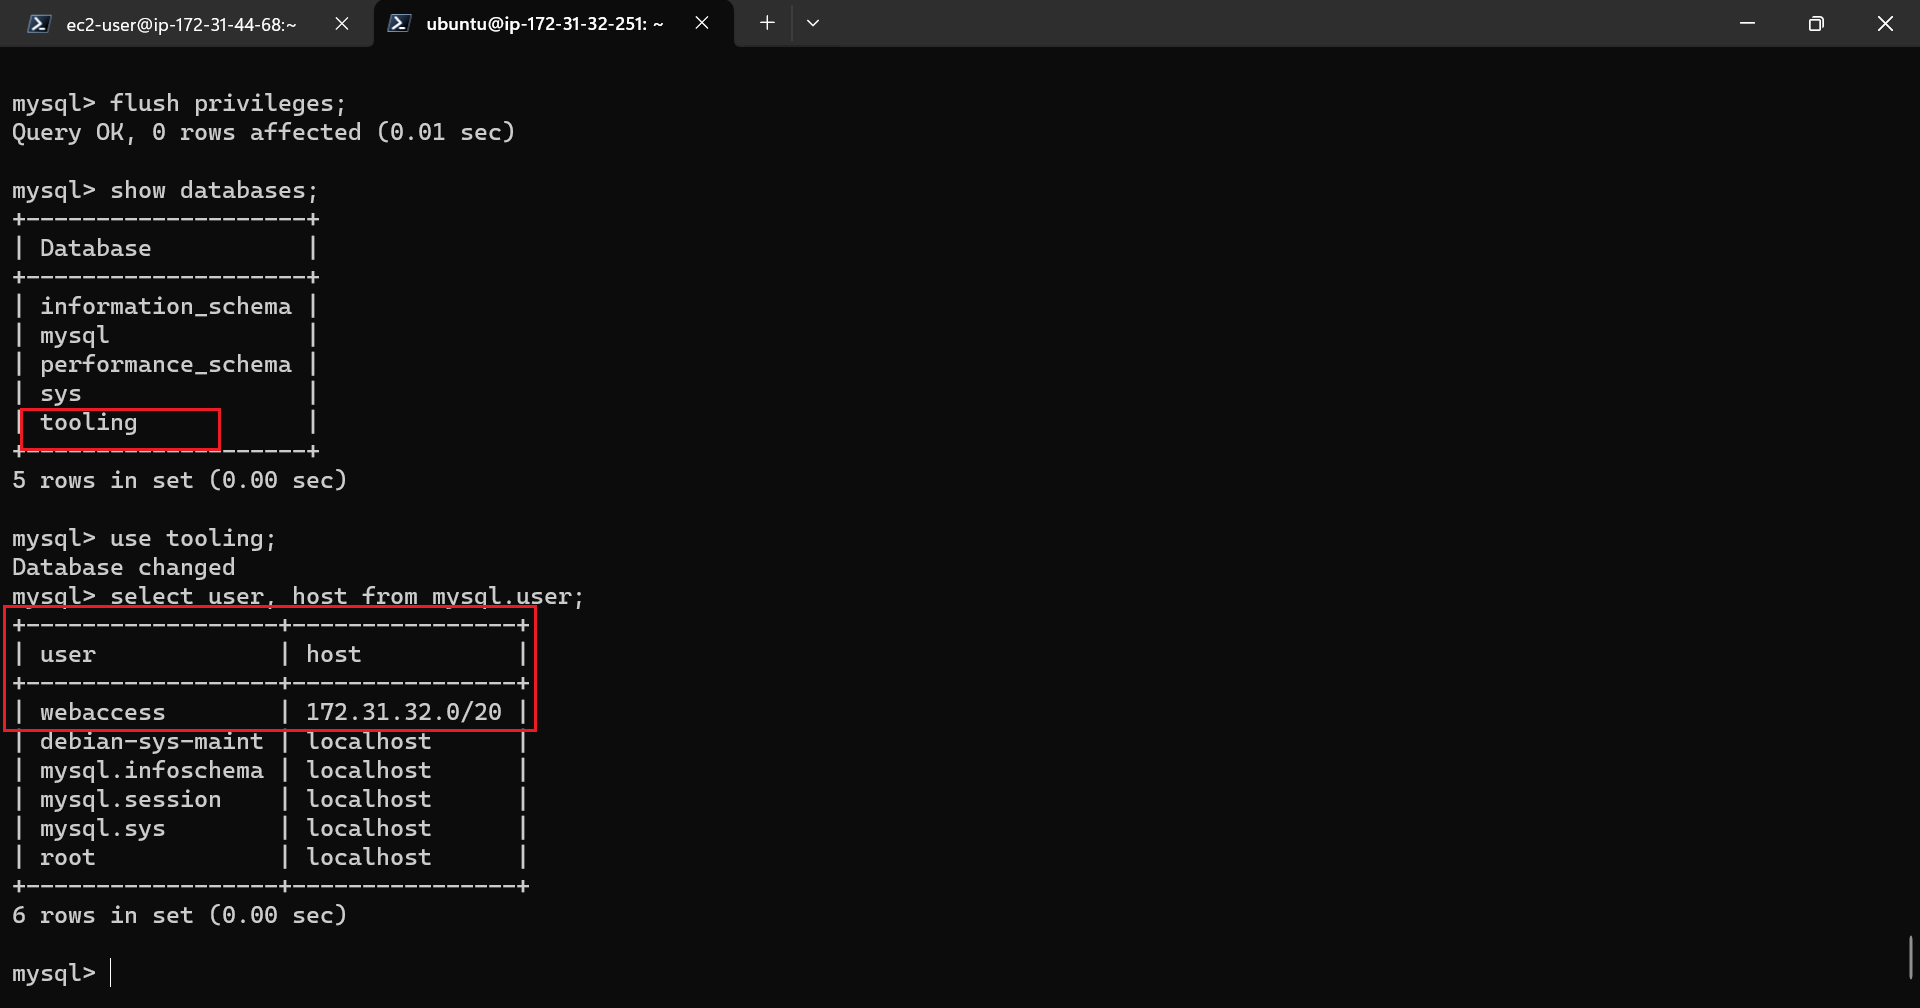 ec2-user@ip-172-31-44-68:~
ubuntu@ip-172-31-32-251: ~
mysql> flush privileges;
Query OK, 0 rows affected (0.01 sec)
mysql> show databases;
+--------------------+
| Database           |
+--------------------+
| information_schema |
| mysql              |
| performance_schema |
| sys                |
| tooling            |
+--------------------+
5 rows in set (0.00 sec)
mysql> use tooling;
Database changed
mysql> select user, host from mysql.user;
+------------------+----------------+
| user             | host           |
+------------------+----------------+
| webaccess        | 172.31.32.0/20 |
| debian-sys-maint | localhost      |
| mysql.infoschema | localhost      |
| mysql.session    | localhost      |
| mysql.sys        | localhost      |
| root             | localhost      |
+------------------+----------------+
6 rows in set (0.00 sec)
mysql>